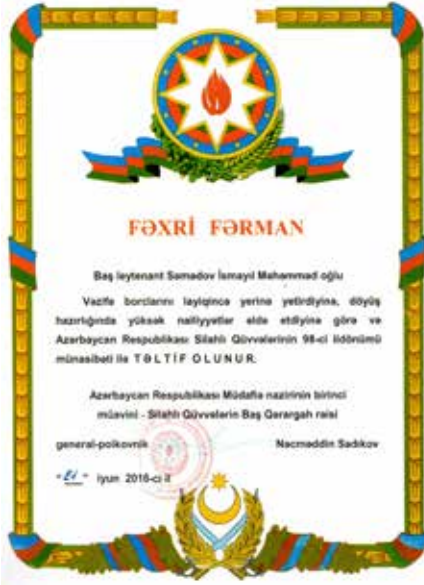 FƏXRİ FƏRMAN
Baş leytenant Səmədov İsmayıl Məhəmməd oğlu
Vəzifə borclarını layiqincə yerinə yetirdiyinə, döyüş
hazırlığında yüksək nailiyyətlər əldə etdiyinə görə və
Azərbaycan Respublikası Silahlı Qüvvələrinin 98-ci ildönümü
münasibəti ilə TƏLTİF OLUNUR.
Azərbaycan Respublikası Müdafiə nazirinin birinci
müavini - Silahlı Qüvvələrin Baş Qərargah rəisi
general-polkovnik Nəcməddin Sadıkov
"21" iyun 2016-cı il